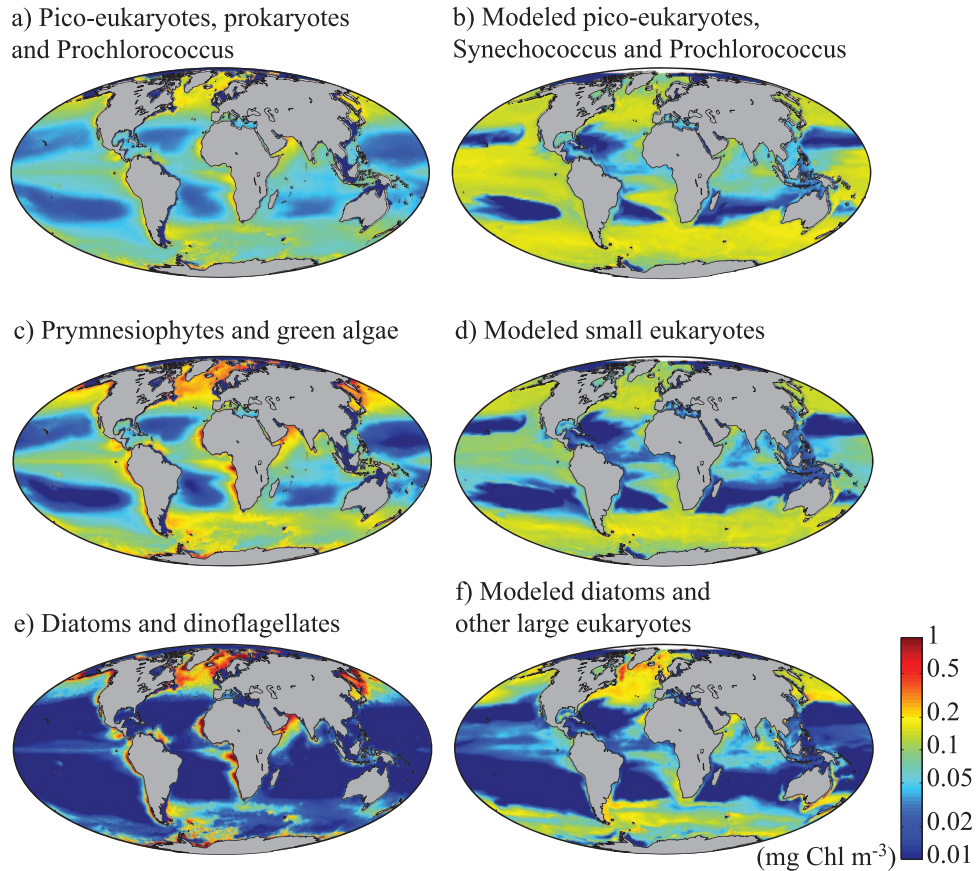 a) Pico-eukaryotes, prokaryotes
and Prochlorococcus
b) Modeled pico-eukaryotes,
Synechococcus and Prochlorococcus
c) Prymnesiophytes and green algae
d) Modeled small eukaryotes
e) Diatoms and dinoflagellates
f) Modeled diatoms and
other large eukaryotes
1
0.5
0.2
0.1
0.05
0.02
0.01
(mg Chl m-3)